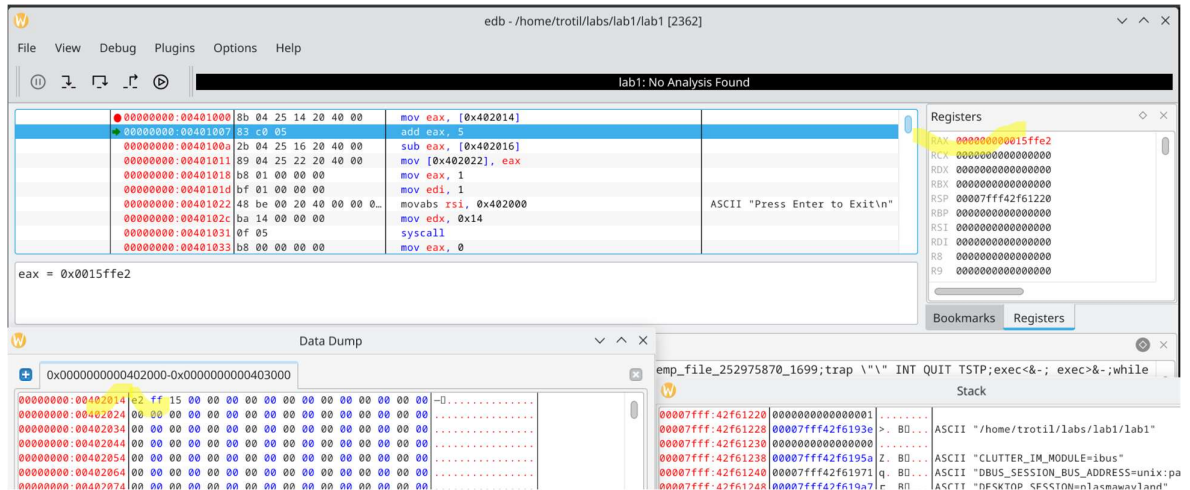 edb - /home/trotil/labs/lab1/lab1 [2362]
File View Debug Plugins Options Help
lab1: No Analysis Found
00000000:00401000 8b 04 25 14 20 40 00 mov eax, [0x402014]
00000000:00401007 83 c0 05 add eax, 5
00000000:0040100a 2b 04 25 16 20 40 00 sub eax, [0x402016]
00000000:00401011 89 04 25 22 20 40 00 mov [0x402022], eax
00000000:00401018 b8 01 00 00 00 mov eax, 1
00000000:0040101d bf 01 00 00 00 mov edi, 1
00000000:00401022 48 be 00 20 40 00 00 0… movabs rsi, 0x402000 ASCII "Press Enter to Exit\n"
00000000:0040102c ba 14 00 00 00 mov edx, 0x14
00000000:00401031 0f 05 syscall
00000000:00401033 b8 00 00 00 00 mov eax, 0
eax = 0x0015ffe2
Registers
RAX 000000000015ffe2
RCX 0000000000000000
RDX 0000000000000000
RBX 0000000000000000
RSP 00007fff42f61220
RBP 0000000000000000
RSI 0000000000000000
RDI 0000000000000000
R8 0000000000000000
R9 0000000000000000
Bookmarks Registers
Data Dump
0x0000000000402000-0x0000000000403000
00000000:00402014 e2 ff 15 00 00 00 00 00 00 00 00 00 00 00 00 00
00000000:00402024 00 00 00 00 00 00 00 00 00 00 00 00 00 00 00 00 ................
00000000:00402034 00 00 00 00 00 00 00 00 00 00 00 00 00 00 00 00 ................
00000000:00402044 00 00 00 00 00 00 00 00 00 00 00 00 00 00 00 00 ................
00000000:00402054 00 00 00 00 00 00 00 00 00 00 00 00 00 00 00 00 ................
00000000:00402064 00 00 00 00 00 00 00 00 00 00 00 00 00 00 00 00 ................
00000000:00402074 00 00 00 00 00 00 00 00 00 00 00 00 00 00 00 00 ................
emp_file_252975870_1699;trap \"\" INT QUIT TSTP;exec<&-; exec>&-;while
Stack
00007fff:42f61220 0000000000000001 ........
00007fff:42f61228 00007fff42f6193e ASCII "/home/trotil/labs/lab1/lab1"
00007fff:42f61230 0000000000000000 ........
00007fff:42f61238 00007fff42f6195a ASCII "CLUTTER_IM_MODULE=ibus"
00007fff:42f61240 00007fff42f61971 ASCII "DBUS_SESSION_BUS_ADDRESS=unix:pa
00007fff:42f61248 00007fff42f619a7 ASCII "DESKTOP_SESSION=plasmawayland"